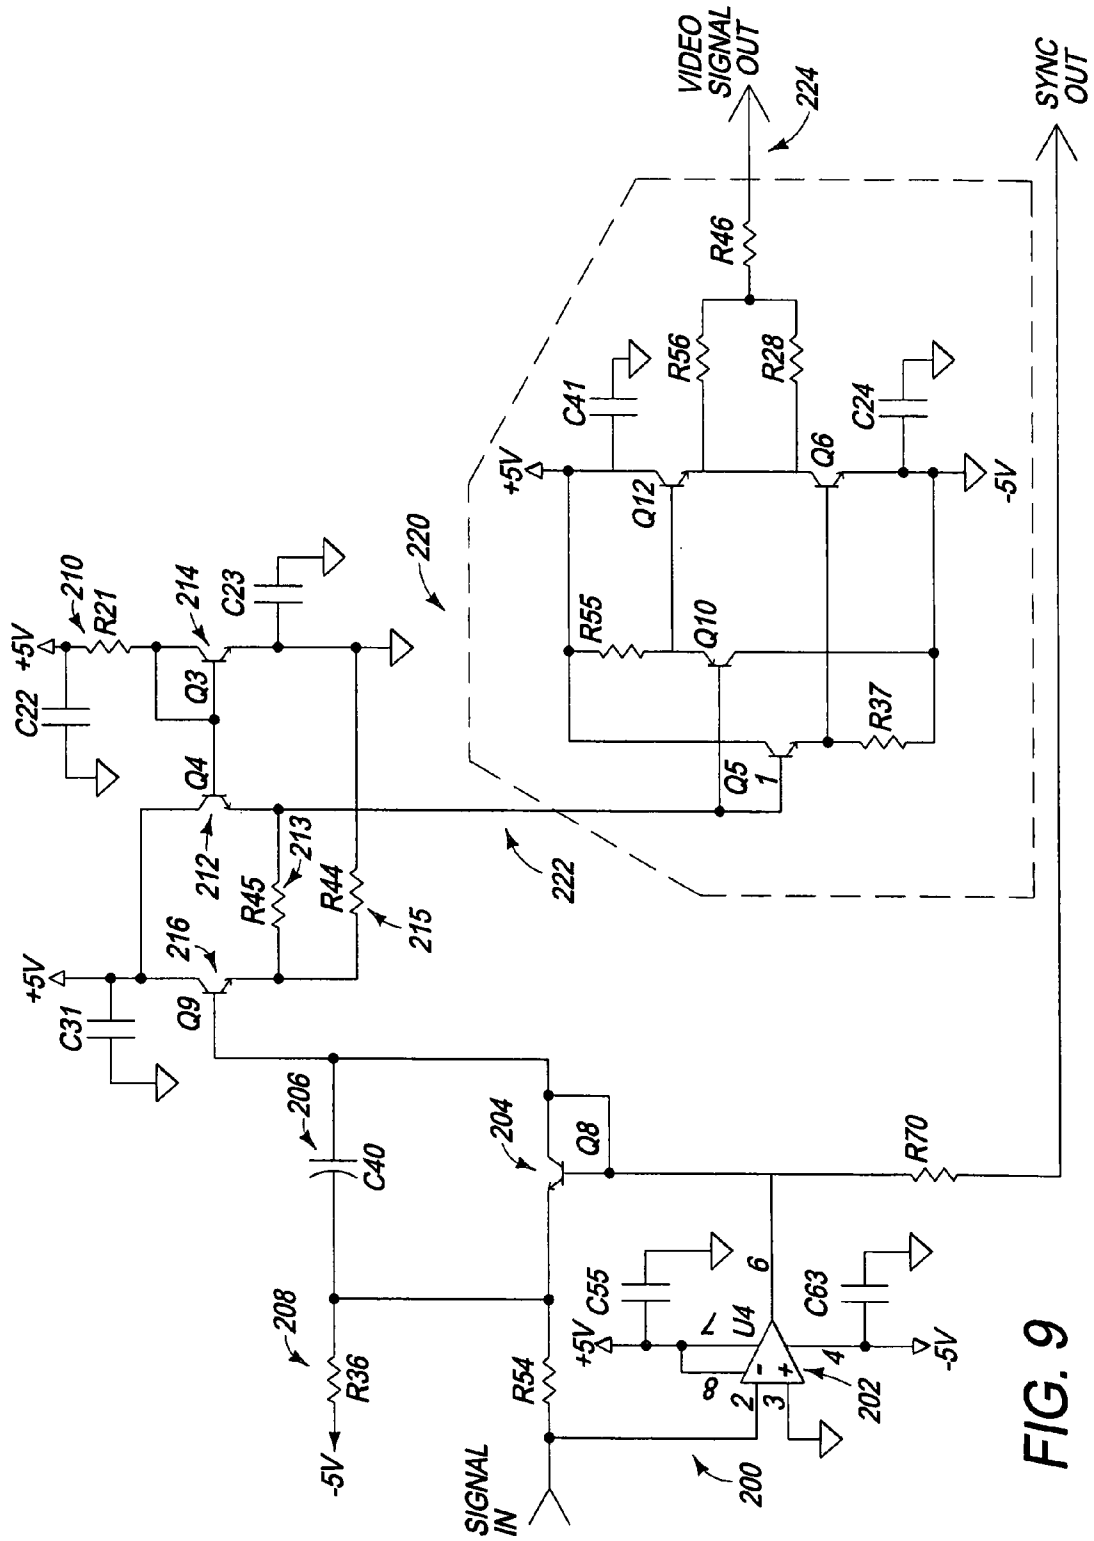 +5V
210
R21
C22
214
Q3
C23
Q4
212
+5V
C31
216
Q9
R45
213
R44
215
206
C40
204
Q8
208
R36
-5V
R54
SIGNAL
IN
200
+5V
C55
7
8
U4
2
3
6
4
202
C63
-5V
R70
220
222
+5V
C41
R55
Q12
Q10
Q5
1
R37
R56
R28
Q6
C24
-5V
R46
VIDEO
SIGNAL
OUT
224
SYNC
OUT
FIG. 9